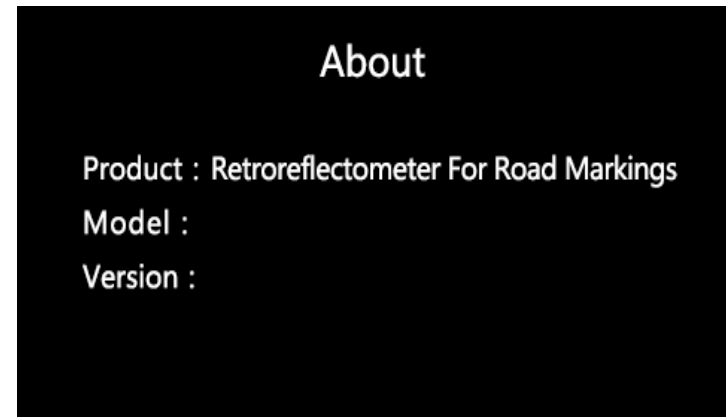 About
Product : Retroreflectometer For Road Markings
Model :
Version :